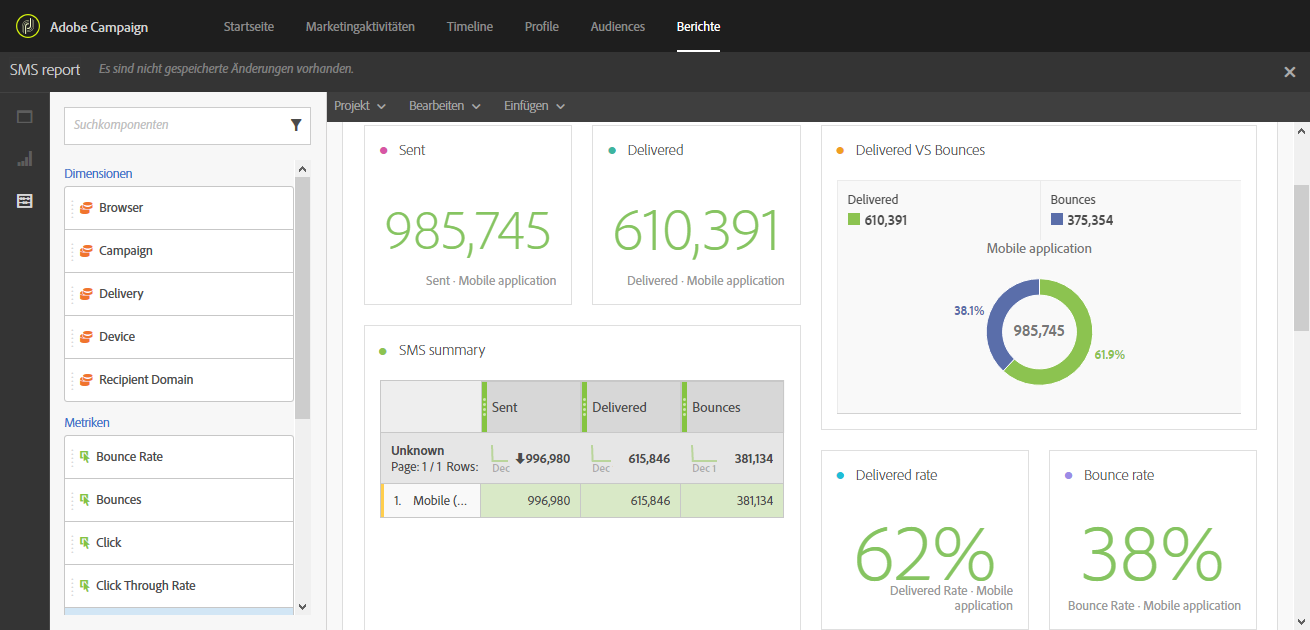 Adobe Campaign
Startseite
Marketingaktivitäten
Timeline
Profile
Audiences
Berichte
SMS report
Es sind nicht gespeicherte Änderungen vorhanden.
Projekt
Bearbeiten
Einfügen
Suchkomponenten
Dimensionen
Browser
Campaign
Delivery
Device
Recipient Domain
Metriken
Bounce Rate
Bounces
Click
Click Through Rate
Sent
985,745
Sent · Mobile application
Delivered
610,391
Delivered · Mobile application
Delivered VS Bounces
Delivered
610,391
Bounces
375,354
Mobile application
38.1%
985,745
61.9%
SMS summary
Sent Delivered Bounces
Unknown
Page: 1 / 1 Rows:
Dec 996,980 Dec 615,846 Dec 1 381,134
1. Mobile (... 996,980 615,846 381,134
Delivered rate
62%
Delivered Rate · Mobile
application
Bounce rate
38%
Bounce Rate · Mobile application